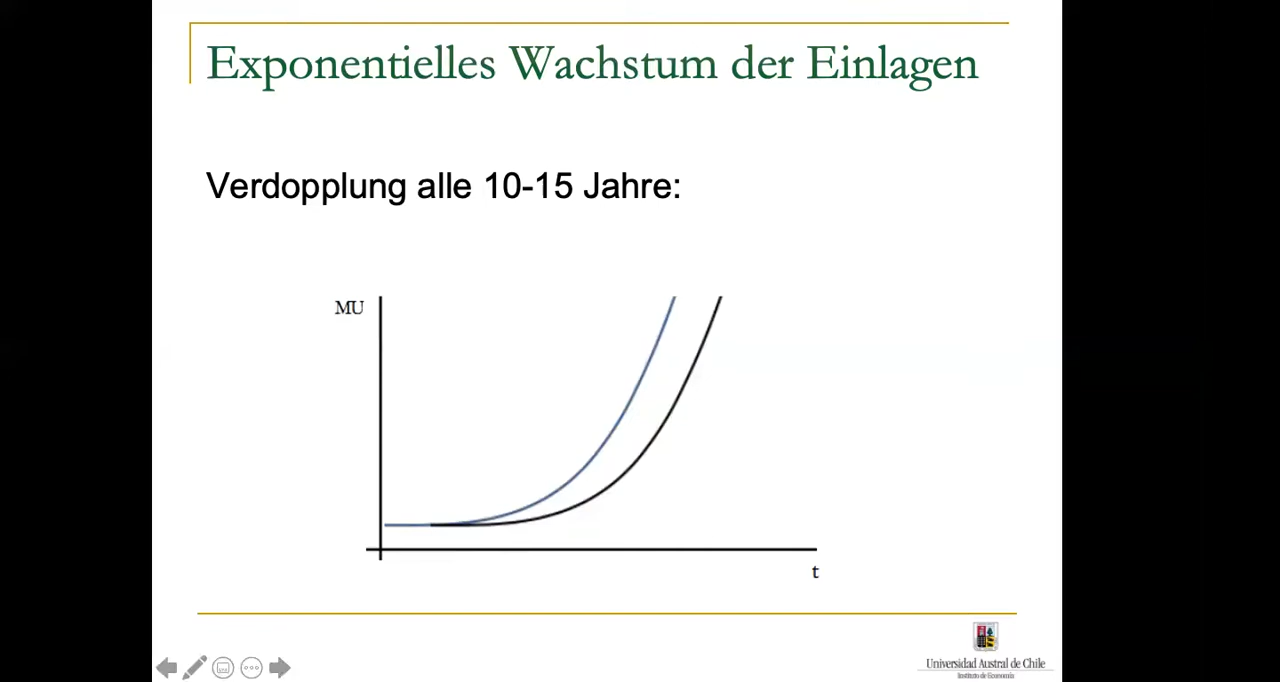 Exponentielles Wachstum der Einlagen
Verdopplung alle 10-15 Jahre:
MU
t
Universidad Austral de Chile
Instituto de Economía